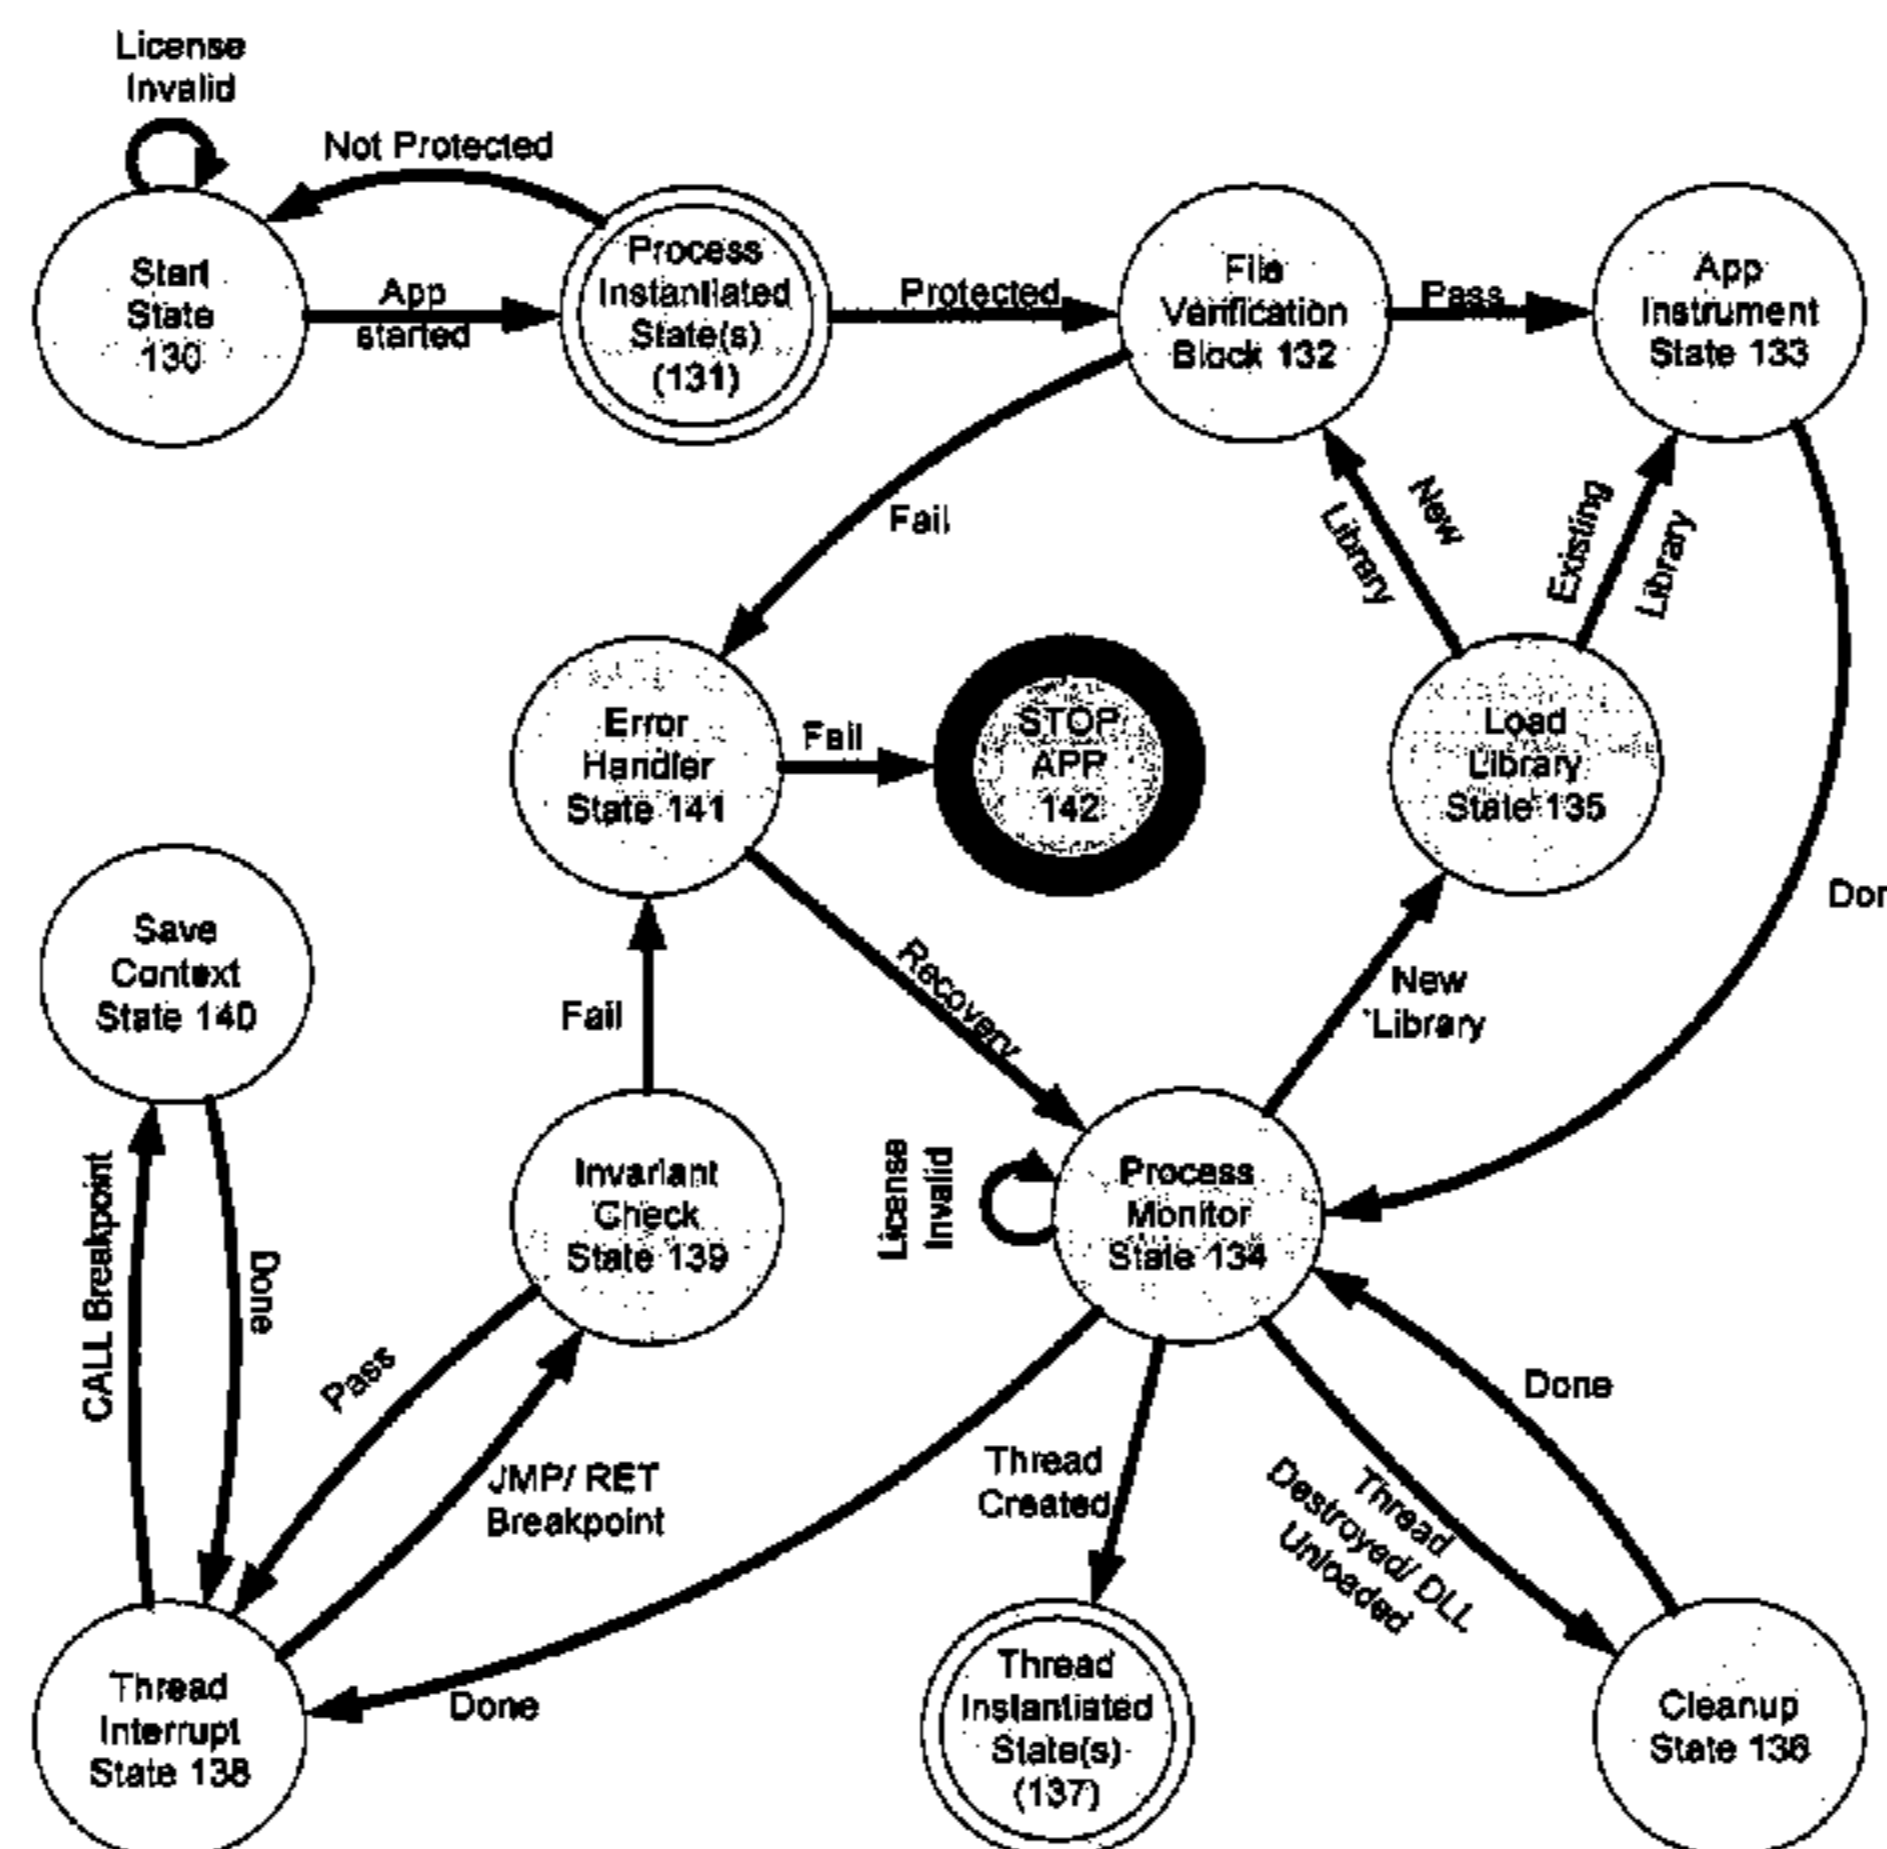 License
Invalid
Not Protected
Start
State
130
App
started
Process
Instantiated
State(s)
(131)
Protected
File
Verification
Block 132
Pass
App
Instrument
State 133
Fail
New
Library
Existing
Library
Error
Handler
State 141
Fail
STOP
APP
142
Load
Library
State 135
Don
Save
Context
State 140
Recovery
New
Library
Fail
CALL Breakpoint
Done
Invariant
Check
State 139
License
Invalid
Process
Monitor
State 134
Pass
JMP/ RET
Breakpoint
Thread
Created
Thread
Destroyed/ DLL
Unloaded
Done
Thread
Interrupt
State 138
Done
Thread
Instantiated
State(s)
(137)
Cleanup
State 136